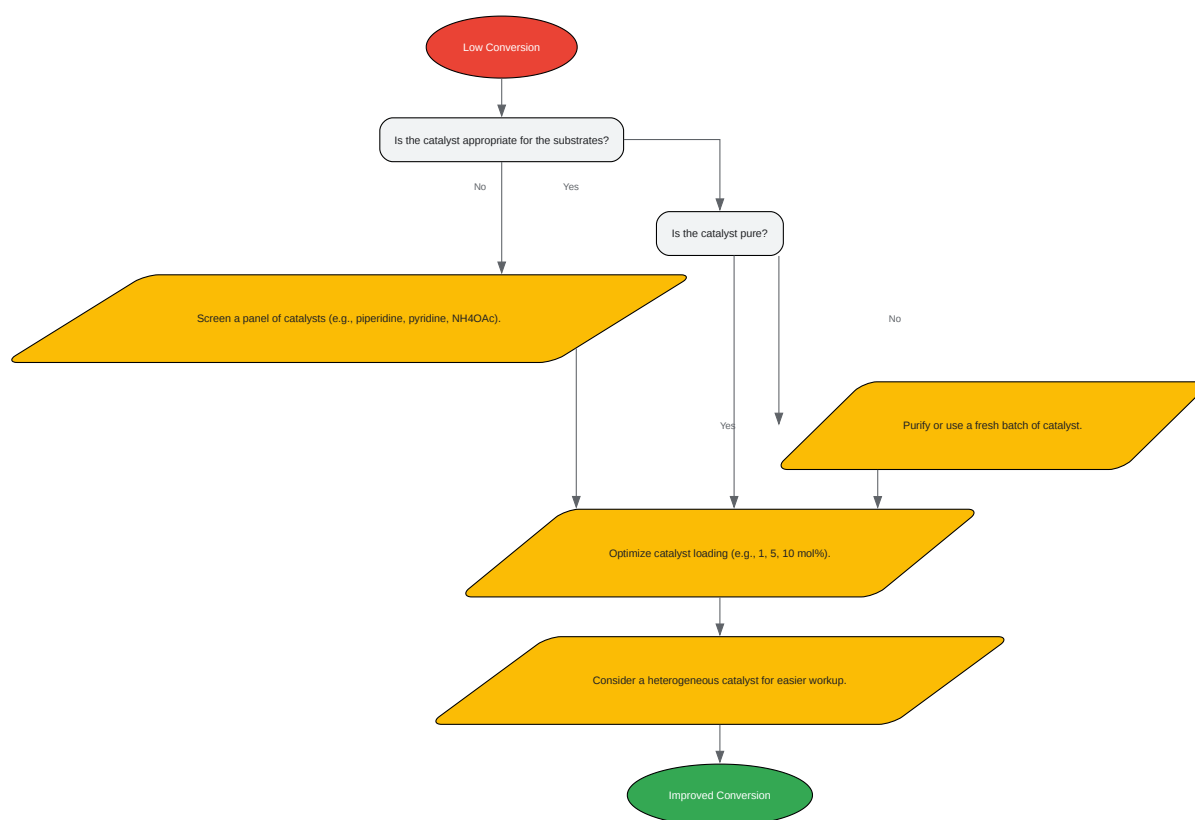 Low Conversion
Is the catalyst appropriate for the substrates?
No
Yes
Is the catalyst pure?
Screen a panel of catalysts (e.g., piperidine, pyridine, NH4OAc).
No
Yes
Purify or use a fresh batch of catalyst.
Optimize catalyst loading (e.g., 1, 5, 10 mol%).
Consider a heterogeneous catalyst for easier workup.
Improved Conversion